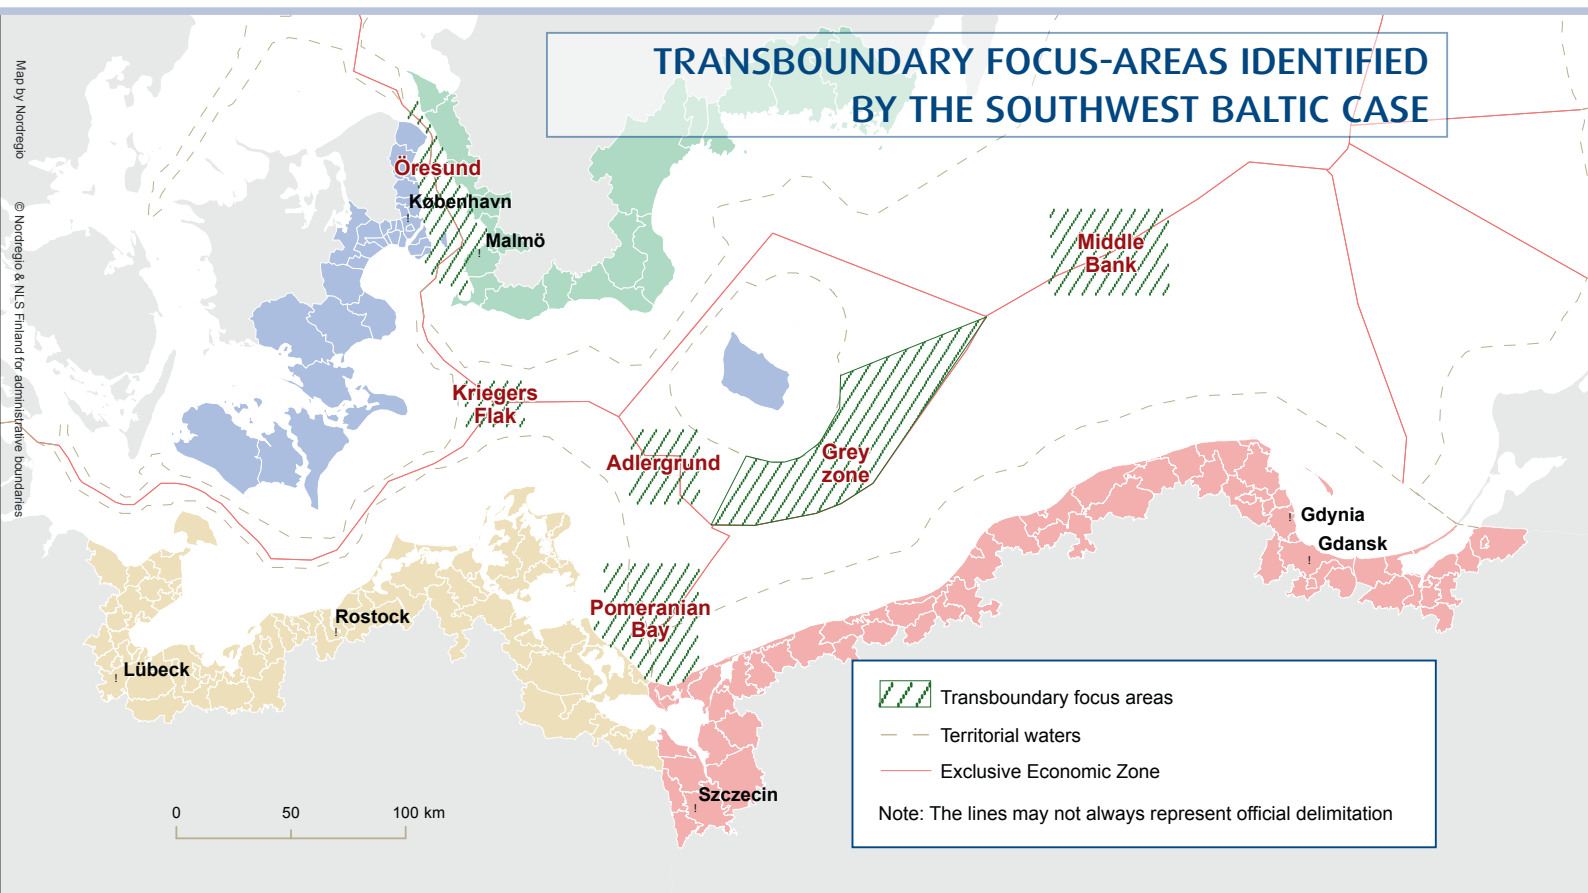 TRANSBOUNDARY FOCUS-AREAS IDENTIFIED
BY THE SOUTHWEST BALTIC CASE
Map by Nordregio
© Nordregio & NLS Finland for administrative boundaries
Öresund
København
Malmö
Middle
Bank
Kriegers
Flak
Adlergrund
Grey
zone
Gdynia
Gdansk
Pomeranian
Bay
Rostock
Lübeck
Szczecin
Transboundary focus areas
Territorial waters
Exclusive Economic Zone
Note: The lines may not always represent official delimitation
0 50 100 km